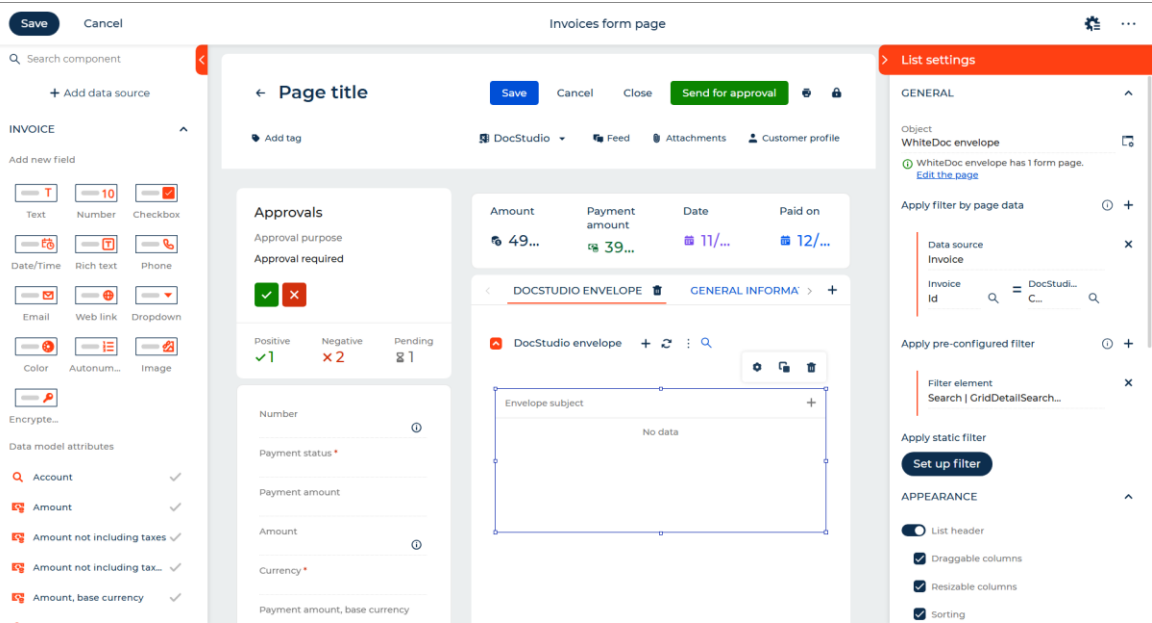 Save
Cancel
Invoices form page
Search component
+ Add data source
INVOICE
Add new field
T
10
Text
Number
Checkbox
T
Date/Time
Rich text
Phone
Email
Web link
Dropdown
Color
Autonum...
Image
Encrypte...
Data model attributes
Account
Amount
Amount not including taxes
Amount not including tax...
Amount, base currency
Page title
Save
Cancel
Close
Send for approval
Add tag
DocStudio
Feed
Attachments
Customer profile
Approvals
Approval purpose
Approval required
Positive
Negative
Pending
1
2
1
Number
Payment status *
Payment amount
Amount
Currency *
Payment amount, base currency
Amount
Payment
amount
Date
Paid on
49...
39...
11/...
12/...
DOCSTUDIO ENVELOPE
GENERAL INFORMA
DocStudio envelope
Envelope subject
No data
List settings
GENERAL
Object
WhiteDoc envelope
WhiteDoc envelope has 1 form page.
Edit the page
Apply filter by page data
Data source
Invoice
Invoice
Id
=
DocStudi...
C...
Apply pre-configured filter
Filter element
Search | GridDetailSearch...
Apply static filter
Set up filter
APPEARANCE
List header
Draggable columns
Resizable columns
Sorting